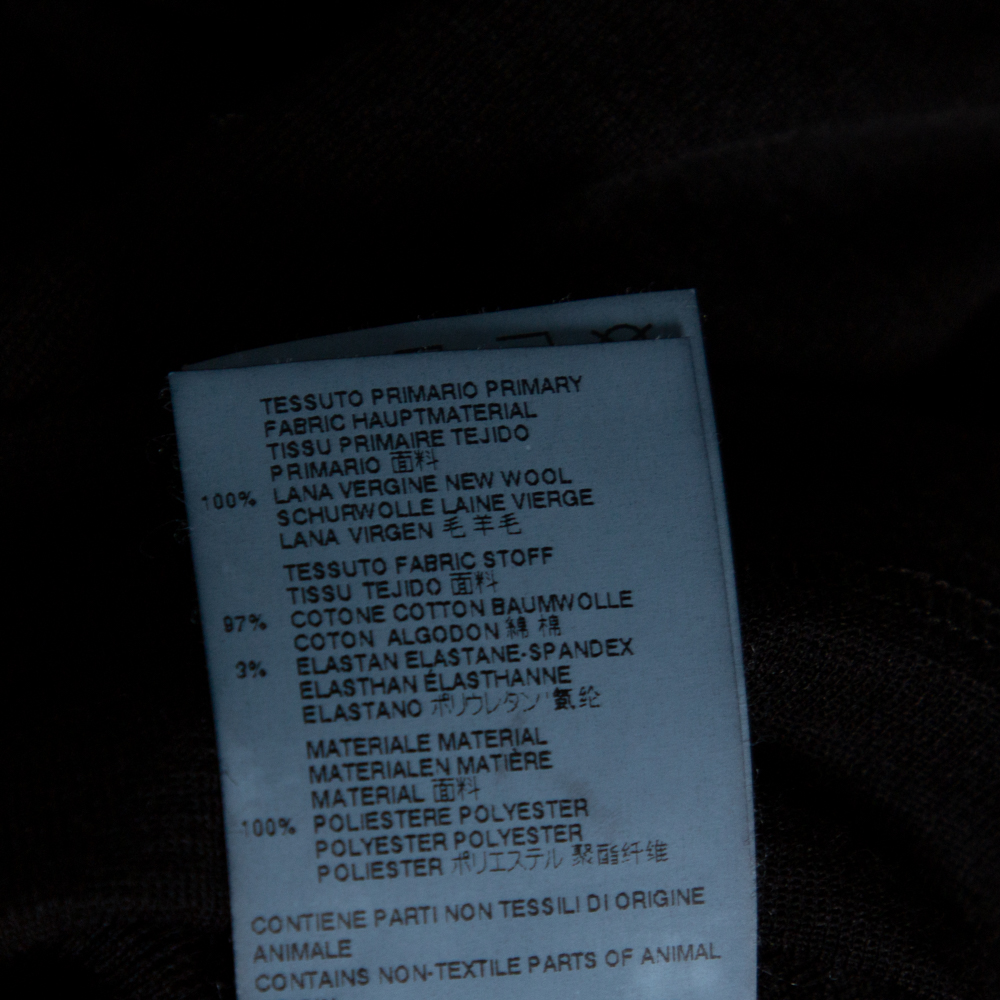 TESSUTO PRIMARIO PRIMARY
FABRIC HAUPTMATERIAL
TISSU PRIMAIRE TEJIDO
PRIMARIO 面料
100% LANA VERGINE NEW WOOL
SCHURWOLLE LAINE VIERGE
LANA VIRGEN 毛 羊毛
TESSUTO FABRIC STOFF
TISSU TEJIDO 面料
97% COTONE COTTON BAUMWOLLE
COTON ALGODON 綿 棉
3% ELASTAN ELASTANE-SPANDEX
ELASTHAN ÉLASTHANNE
ELASTANO ポリウレタン 氨纶
MATERIALE MATERIAL
MATERIALEN MATIÈRE
MATERIAL 面料
100% POLIESTERE POLYESTER
POLYESTER POLYESTER
POLIESTER ポリエステル 聚酯纤维
CONTIENE PARTI NON TESSILI DI ORIGINE
ANIMALE
CONTAINS NON-TEXTILE PARTS OF ANIMAL